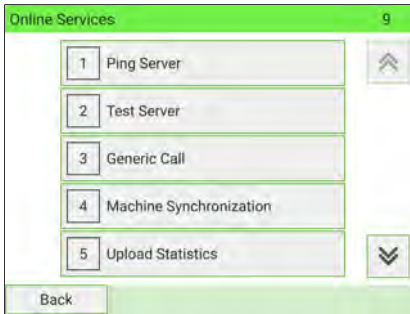 Online Services 9
1 Ping Server
2 Test Server
3 Generic Call
4 Machine Synchronization
5 Upload Statistics
Back